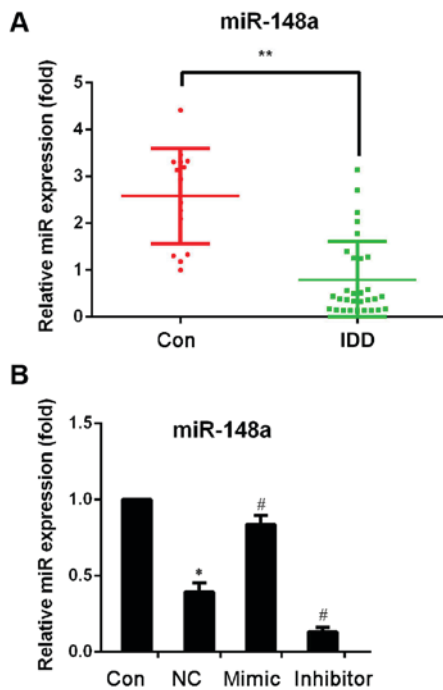 A
miR-148a
**
Relative miR expression (fold)
5
4
3
2
1
0
Con IDD
B
miR-148a
Relative miR expression (fold)
1.5
1.0
0.5
0.0
*
#
#
Con NC Mimic Inhibitor